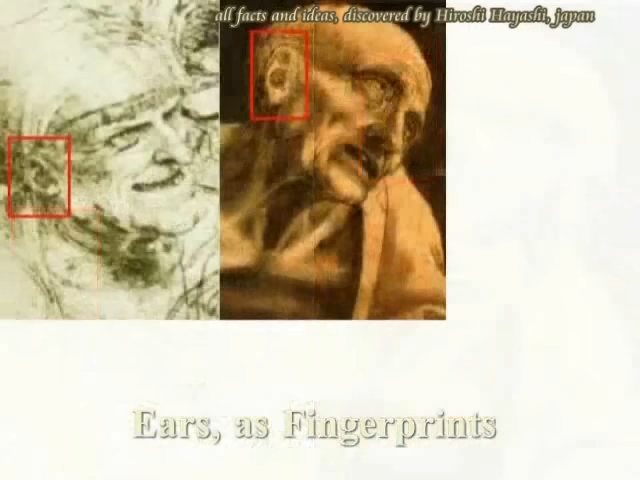 all facts and ideas, discovered by Hiroshi Hayashi, japan
Ears, as Fingerprints